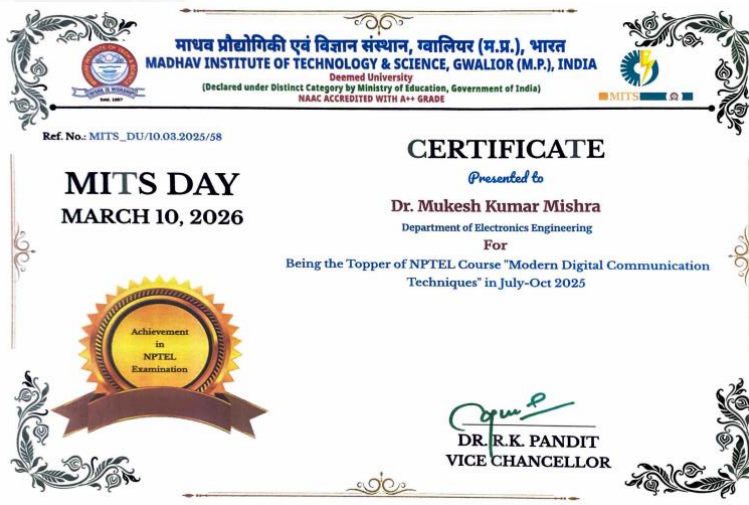 माधव प्रौद्योगिकी एवं विज्ञान संस्थान, ग्वालियर (म.प्र.), भारत
MADHAV INSTITUTE OF TECHNOLOGY & SCIENCE, GWALIOR (M.P.), INDIA
Deemed University
(Declared under Distinct Category by Ministry of Education, Government of India)
NAAC ACCREDITED WITH A++ GRADE
MITS
Ref. No.: MITS_DU/10.03.2025/58
MITS DAY
MARCH 10, 2026
CERTIFICATE
Presented to
Dr. Mukesh Kumar Mishra
Department of Electronics Engineering
For
Being the Topper of NPTEL Course "Modern Digital Communication
Techniques" in July-Oct 2025
Achievement
in
NPTEL
Examination
DR. R.K. PANDIT
VICE CHANCELLOR